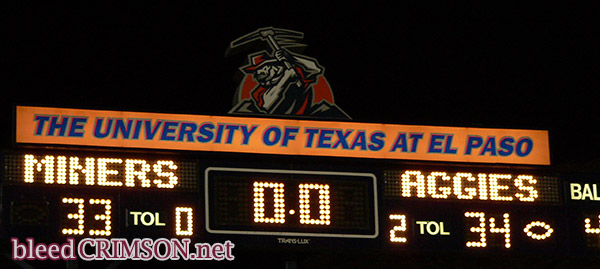 THE UNIVERSITY OF TEXAS AT EL PASO
MINERS 0.0 AGGIES BAL
33 TOL 0 2 TOL 34
TRANS-LUX
bleedCRIMSON.net